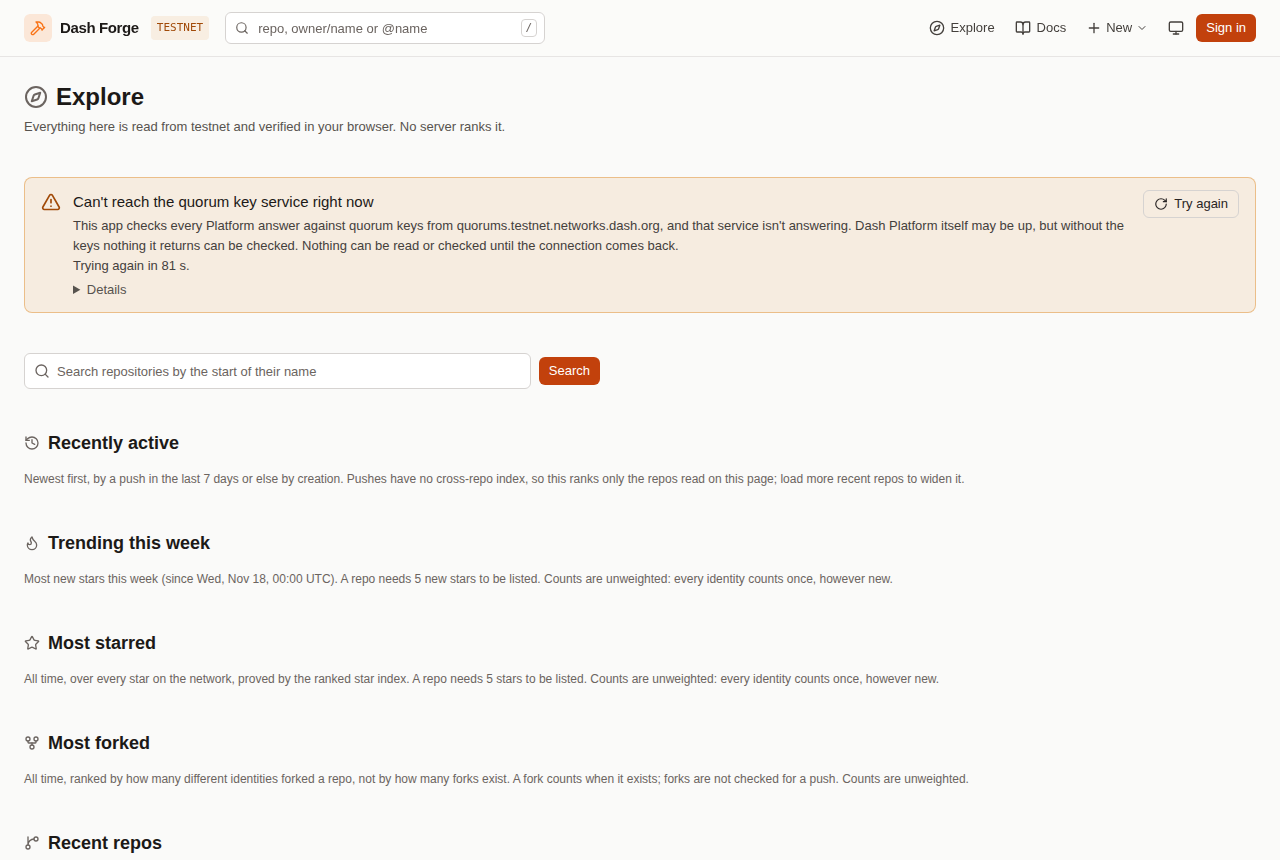 Dash Forge TESTNET repo, owner/name or @name / Explore Docs New Sign in
Explore
Everything here is read from testnet and verified in your browser. No server ranks it.
Can't reach the quorum key service right now
Try again
This app checks every Platform answer against quorum keys from quorums.testnet.networks.dash.org, and that service isn't answering. Dash Platform itself may be up, but without the
keys nothing it returns can be checked. Nothing can be read or checked until the connection comes back.
Trying again in 81 s.
Details
Search repositories by the start of their name Search
Recently active
Newest first, by a push in the last 7 days or else by creation. Pushes have no cross-repo index, so this ranks only the repos read on this page; load more recent repos to widen it.
Trending this week
Most new stars this week (since Wed, Nov 18, 00:00 UTC). A repo needs 5 new stars to be listed. Counts are unweighted: every identity counts once, however new.
Most starred
All time, over every star on the network, proved by the ranked star index. A repo needs 5 stars to be listed. Counts are unweighted: every identity counts once, however new.
Most forked
All time, ranked by how many different identities forked a repo, not by how many forks exist. A fork counts when it exists; forks are not checked for a push. Counts are unweighted.
Recent repos